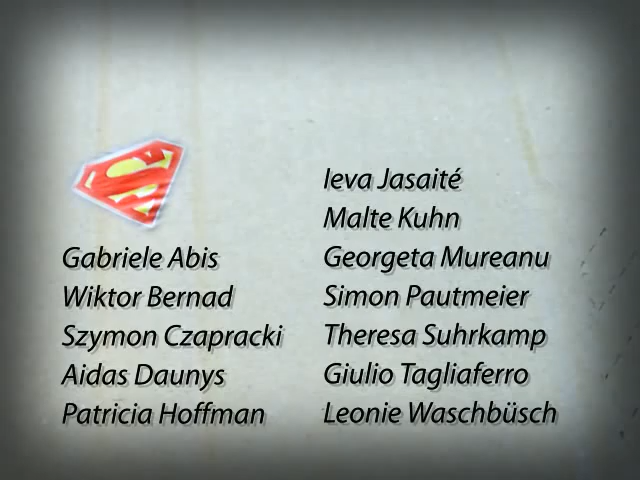 Gabriele Abis
Wiktor Bernad
Szymon Czapracki
Aidas Daunys
Patricia Hoffman
Ieva Jasaité
Malte Kuhn
Georgeta Mureanu
Simon Pautmeier
Theresa Suhrkamp
Giulio Tagliaferro
Leonie Waschbüsch